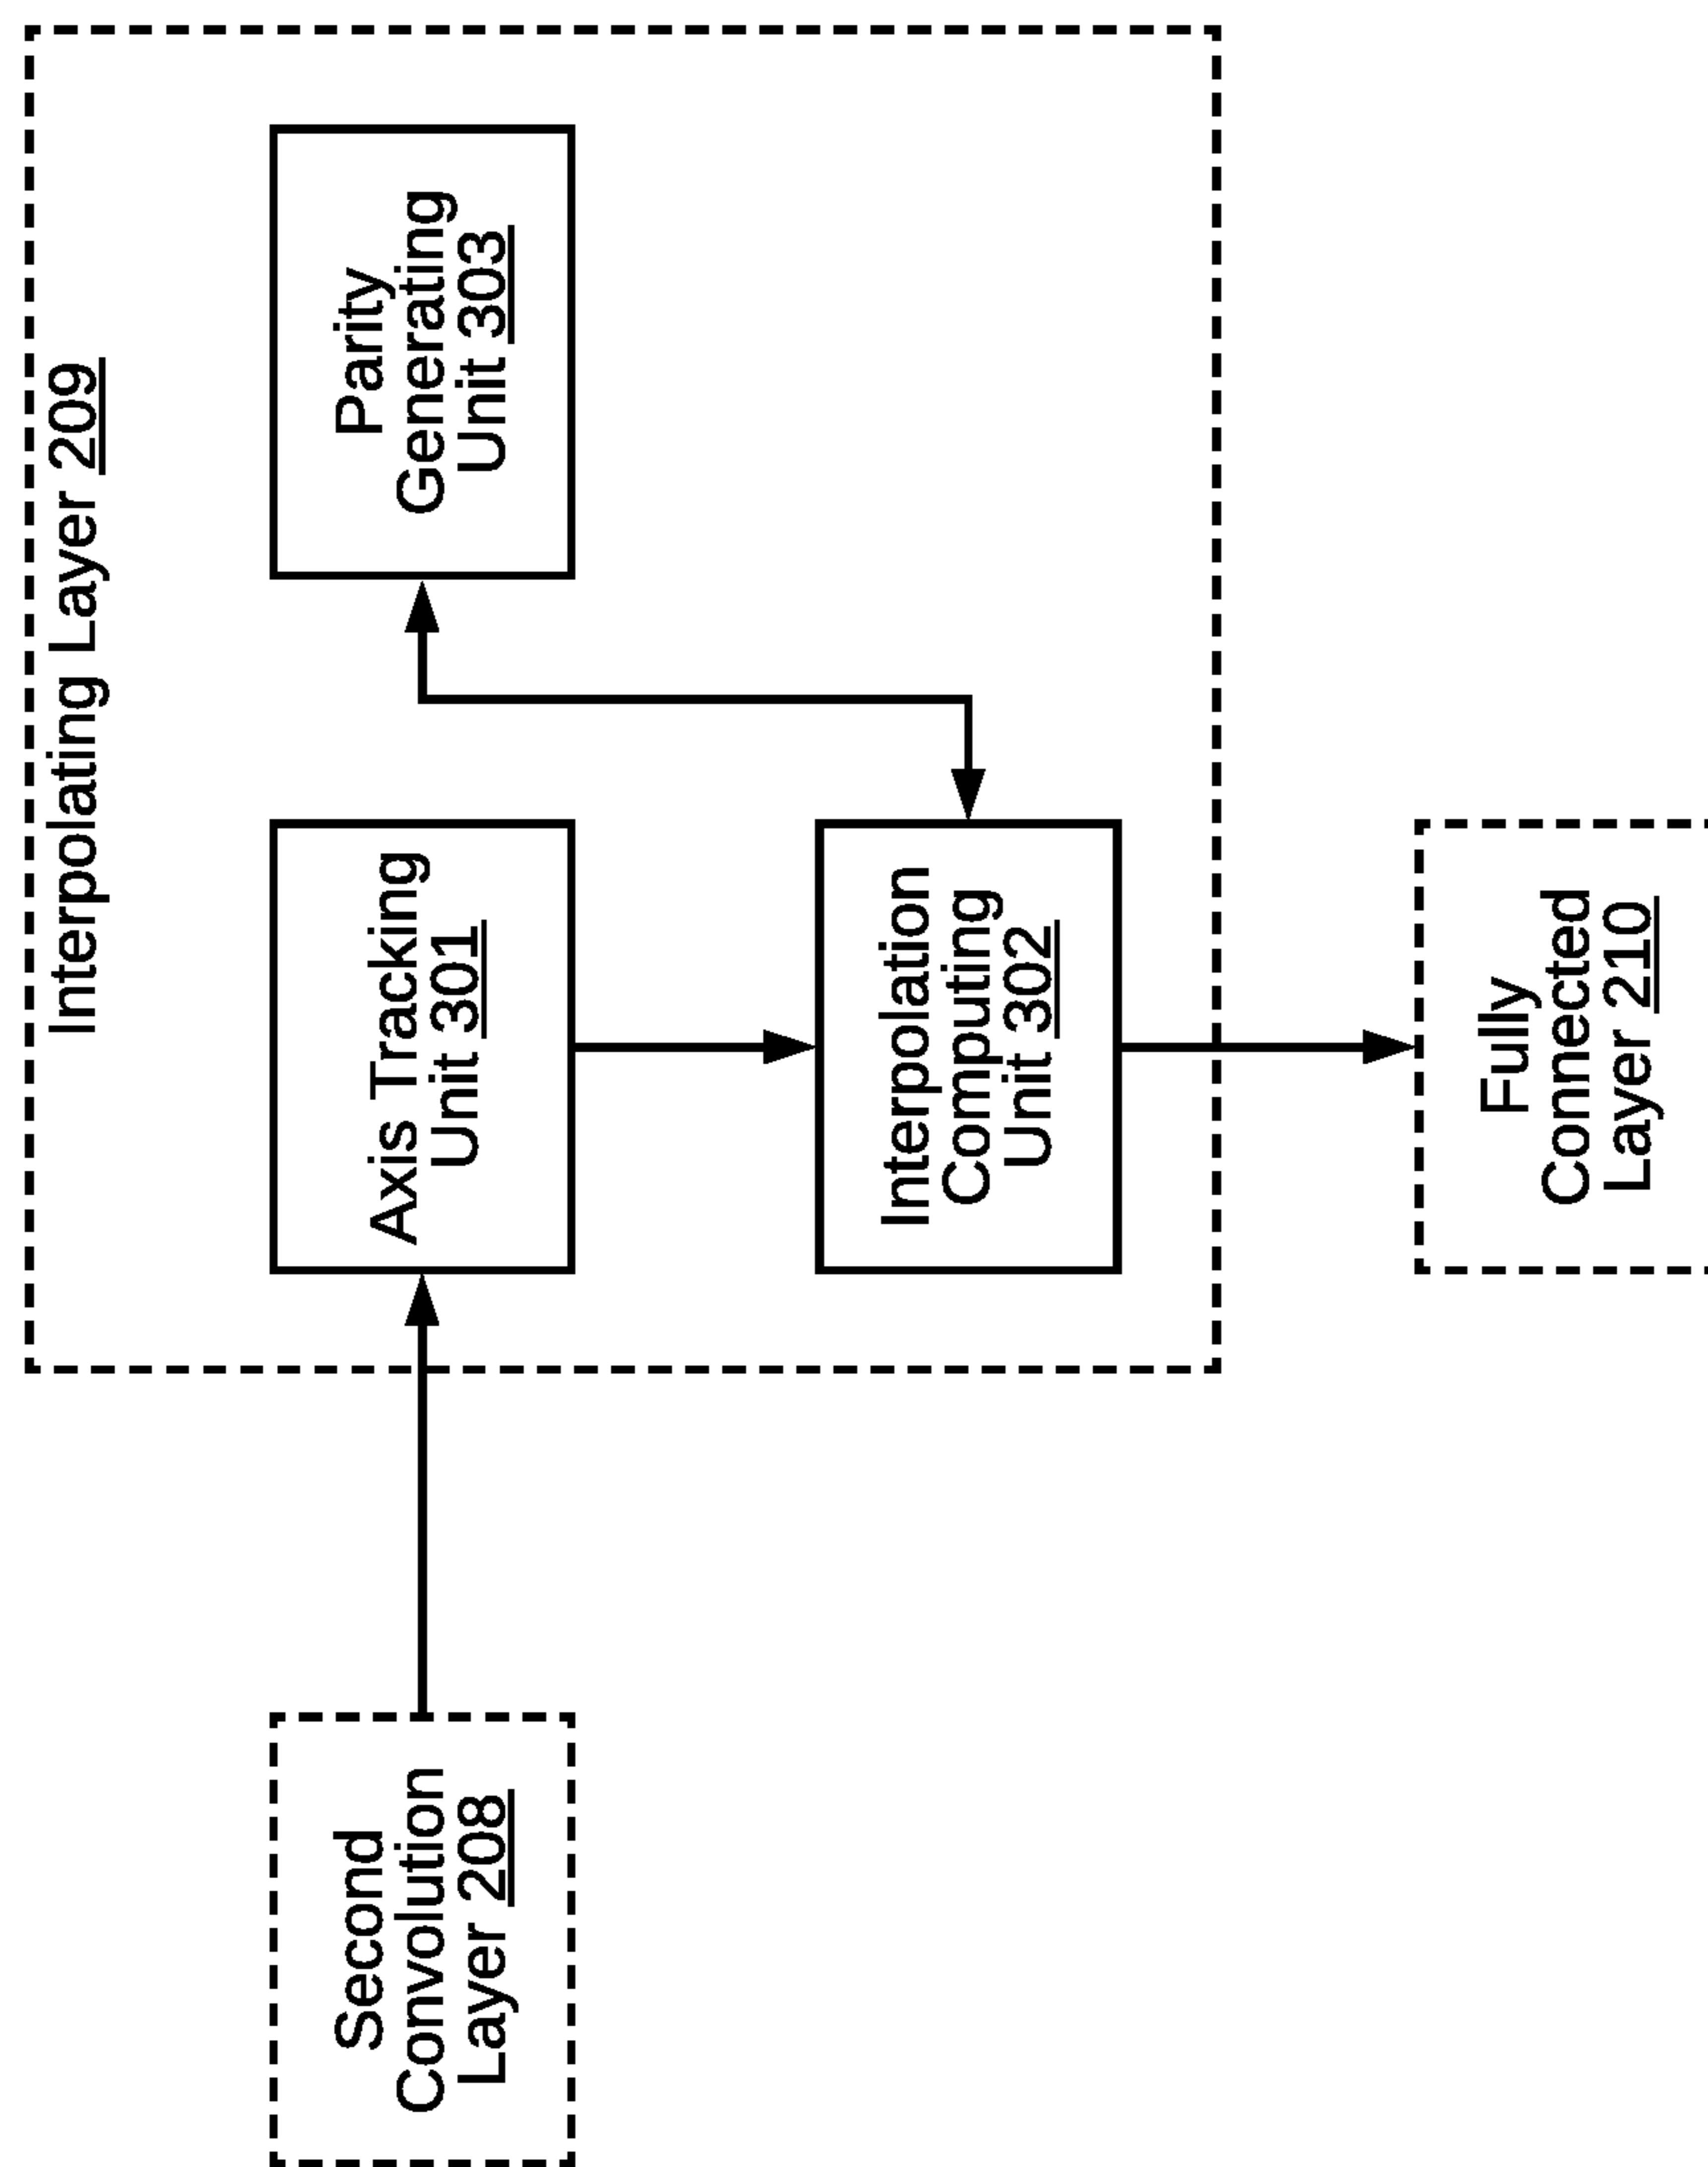 Interpolating Layer 209
Second
Convolution
Layer 208
Axis Tracking
Unit 301
Parity
Generating
Unit 303
Interpolation
Computing
Unit 302
Fully
Connected
Layer 210